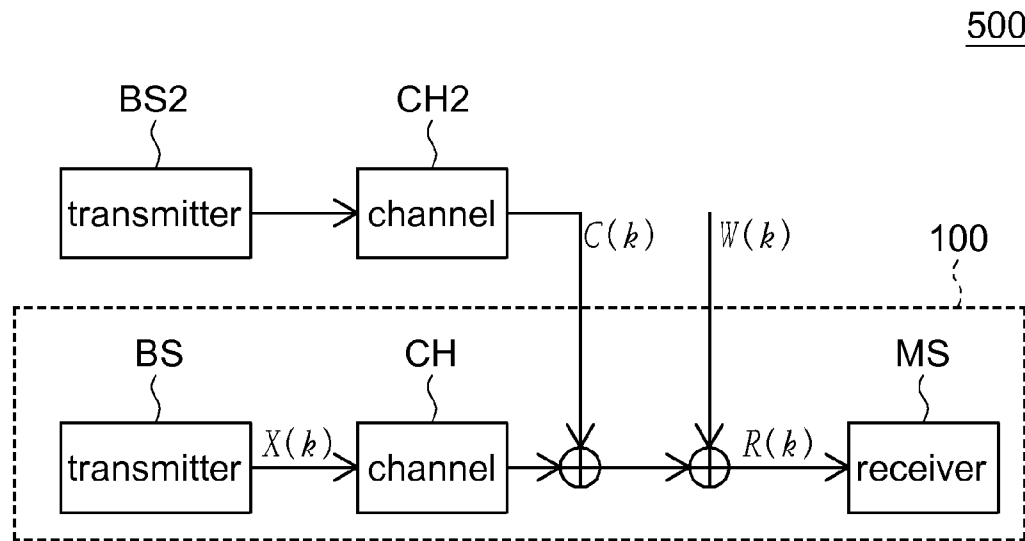 500
BS2 CH2
transmitter channel C(k) W(k)
100
BS CH MS
transmitter X(k) channel R(k) receiver